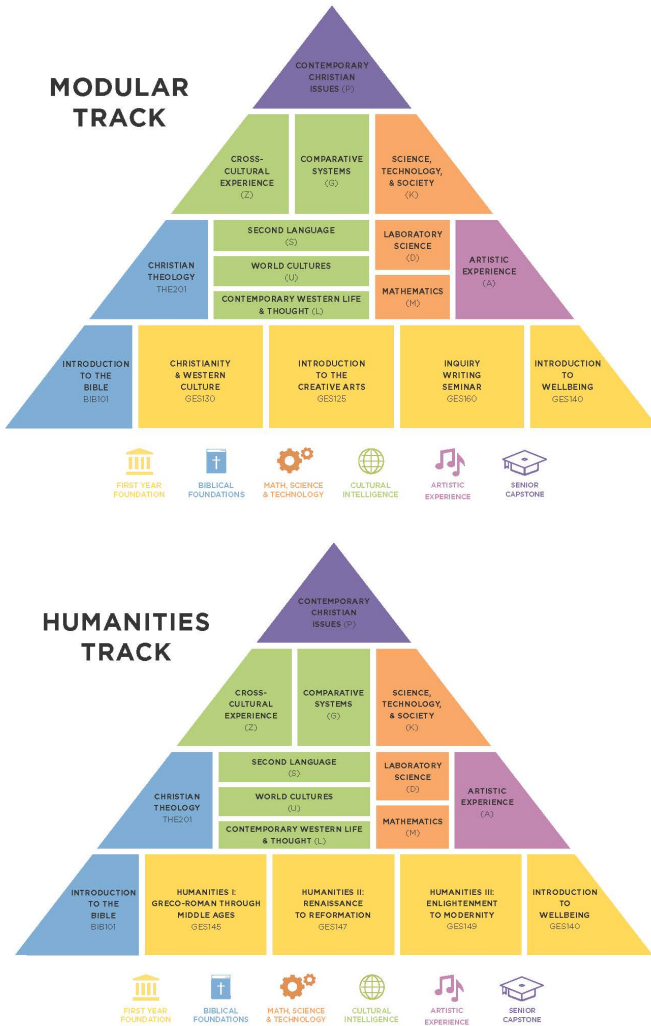 MODULAR
TRACK
CONTEMPORARY
CHRISTIAN
ISSUES (P)
CROSS-
CULTURAL
EXPERIENCE
(Z)
COMPARATIVE
SYSTEMS
(G)
SCIENCE,
TECHNOLOGY,
& SOCIETY
(K)
CHRISTIAN
THEOLOGY
THE201
SECOND LANGUAGE
(S)
WORLD CULTURES
(U)
CONTEMPORARY WESTERN LIFE
& THOUGHT (L)
LABORATORY
SCIENCE
(D)
MATHEMATICS
(M)
ARTISTIC
EXPERIENCE
(A)
INTRODUCTION
TO THE
BIBLE
BIB101
CHRISTIANITY
& WESTERN
CULTURE
GES130
INTRODUCTION
TO THE
CREATIVE ARTS
GES125
INQUIRY
WRITING
SEMINAR
GES160
INTRODUCTION
TO
WELLBEING
GES140
FIRST YEAR
FOUNDATION
BIBLICAL
FOUNDATIONS
MATH, SCIENCE
& TECHNOLOGY
CULTURAL
INTELLIGENCE
ARTISTIC
EXPERIENCE
SENIOR
CAPSTONE
HUMANITIES
TRACK
CONTEMPORARY
CHRISTIAN
ISSUES (P)
CROSS-
CULTURAL
EXPERIENCE
(Z)
COMPARATIVE
SYSTEMS
(G)
SCIENCE,
TECHNOLOGY,
& SOCIETY
(K)
CHRISTIAN
THEOLOGY
THE201
SECOND LANGUAGE
(S)
WORLD CULTURES
(U)
CONTEMPORARY WESTERN LIFE
& THOUGHT (L)
LABORATORY
SCIENCE
(D)
MATHEMATICS
(M)
ARTISTIC
EXPERIENCE
(A)
INTRODUCTION
TO THE
BIBLE
BIB101
HUMANITIES I:
GRECO-ROMAN THROUGH
MIDDLE AGES
GES145
HUMANITIES II:
RENAISSANCE
TO REFORMATION
GES147
HUMANITIES III:
ENLIGHTENMENT
TO MODERNITY
GES149
INTRODUCTION
TO
WELLBEING
GES140
FIRST YEAR
FOUNDATION
BIBLICAL
FOUNDATIONS
MATH, SCIENCE
& TECHNOLOGY
CULTURAL
INTELLIGENCE
ARTISTIC
EXPERIENCE
SENIOR
CAPSTONE